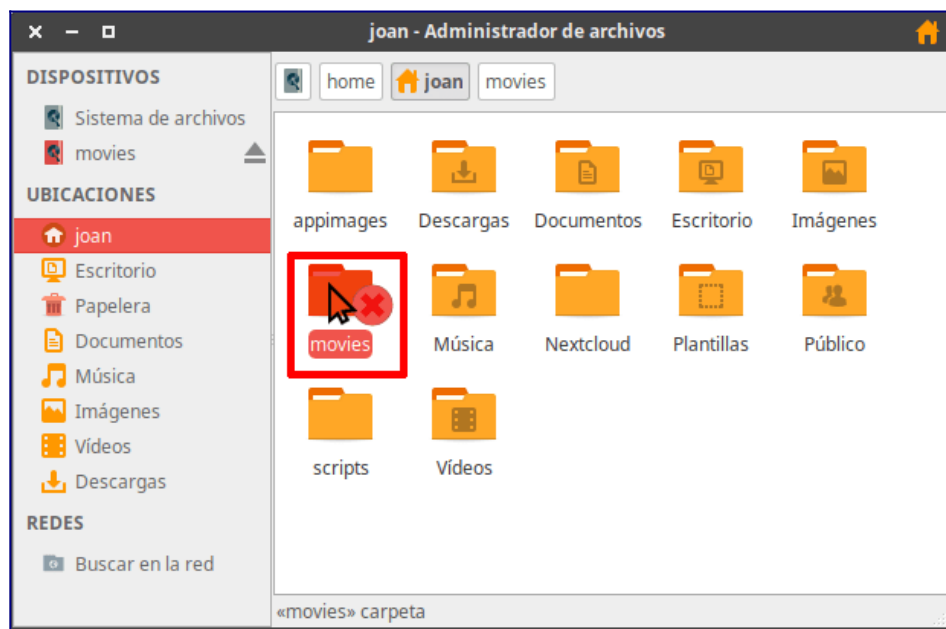 joan - Administrador de archivos
DISPOSITIVOS
Sistema de archivos
movies
UBICACIONES
joan
Escritorio
Papelera
Documentos
Música
Imágenes
Vídeos
Descargas
REDES
Buscar en la red
home joan movies
appimages Descargas Documentos Escritorio Imágenes
movies Música Nextcloud Plantillas Público
scripts Vídeos
«movies» carpeta